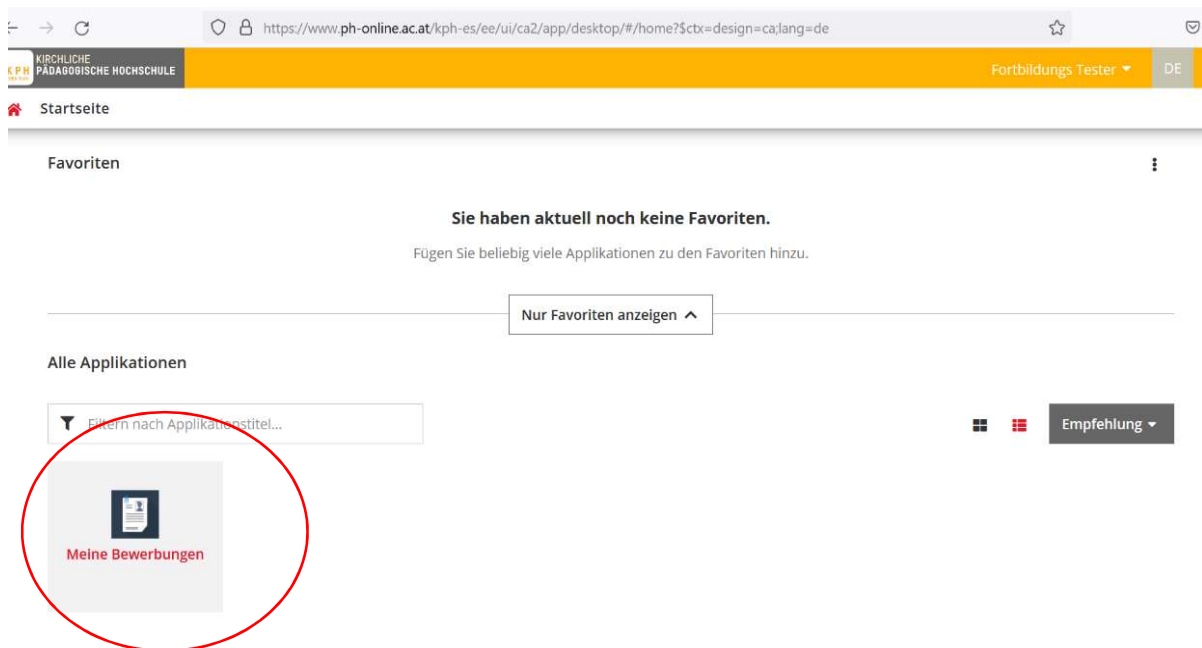 https://www.ph-online.ac.at/kph-es/ee/ui/ca2/app/desktop/#/home?$ctx=design=ca;lang=de
KPH
KIRCHLICHE
PÄDAGOGISCHE HOCHSCHULE
Fortbildungs Tester
DE
Startseite
Favoriten
Sie haben aktuell noch keine Favoriten.
Fügen Sie beliebig viele Applikationen zu den Favoriten hinzu.
Nur Favoriten anzeigen
Alle Applikationen
Filtern nach Applikationstitel...
Empfehlung
Meine Bewerbungen